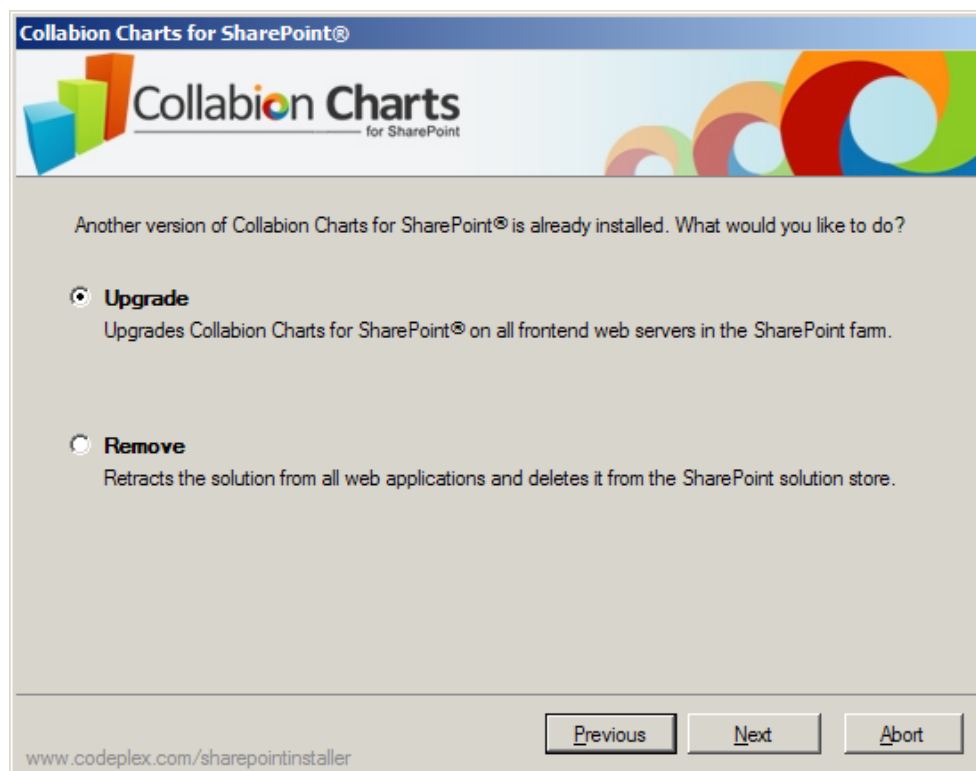 Collabion Charts for SharePoint®
Collabion Charts
for SharePoint
Another version of Collabion Charts for SharePoint® is already installed. What would you like to do?
Upgrade
Upgrades Collabion Charts for SharePoint® on all frontend web servers in the SharePoint farm.
Remove
Retracts the solution from all web applications and deletes it from the SharePoint solution store.
Previous Next Abort
www.codeplex.com/sharepointinstaller